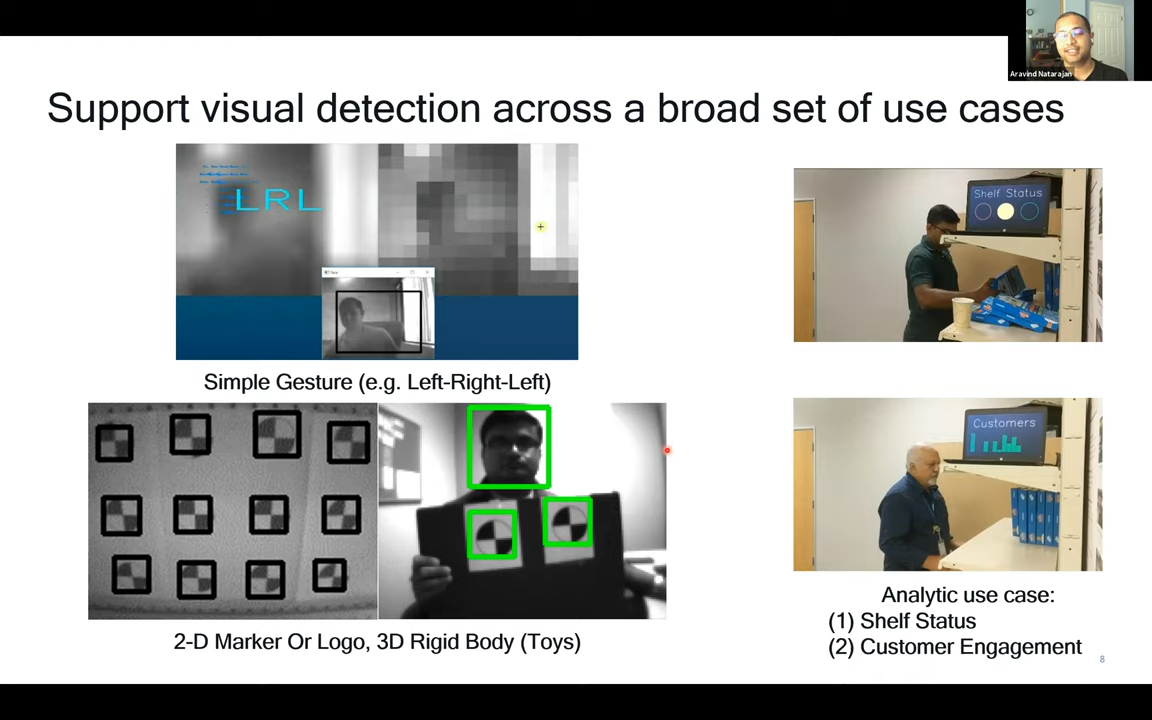 Aravind Natarajan
Support visual detection across a broad set of use cases
LRL
Shelf Status
Simple Gesture (e.g. Left-Right-Left)
Customers
2-D Marker Or Logo, 3D Rigid Body (Toys)
Analytic use case:
(1) Shelf Status
(2) Customer Engagement
8